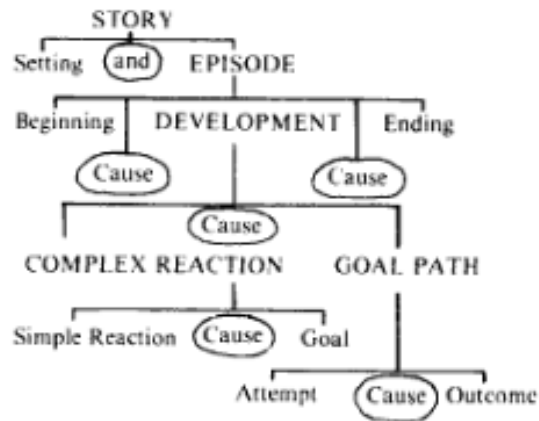 STORY
Setting and EPISODE
Beginning DEVELOPMENT Ending
Cause Cause
Cause
COMPLEX REACTION GOAL PATH
Simple Reaction Cause Goal
Attempt Cause Outcome